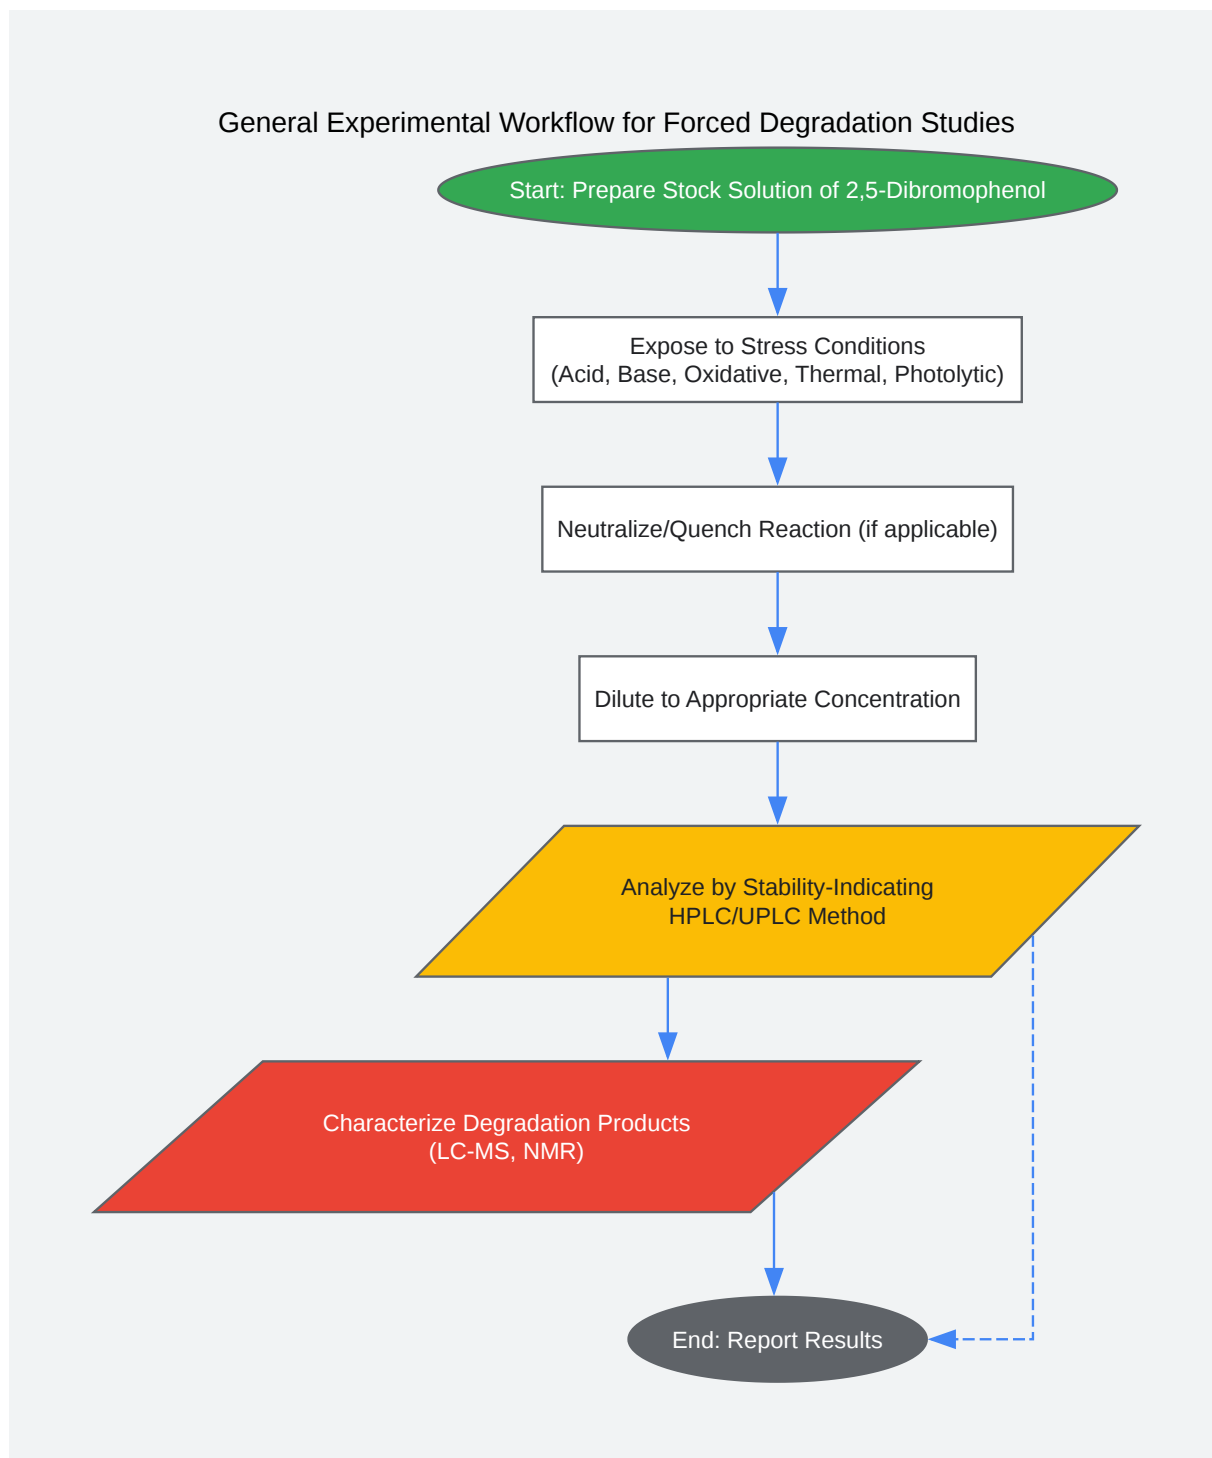 General Experimental Workflow for Forced Degradation Studies
Start: Prepare Stock Solution of 2,5-Dibromophenol
Expose to Stress Conditions
(Acid, Base, Oxidative, Thermal, Photolytic)
Neutralize/Quench Reaction (if applicable)
Dilute to Appropriate Concentration
Analyze by Stability-Indicating
HPLC/UPLC Method
Characterize Degradation Products
(LC-MS, NMR)
End: Report Results